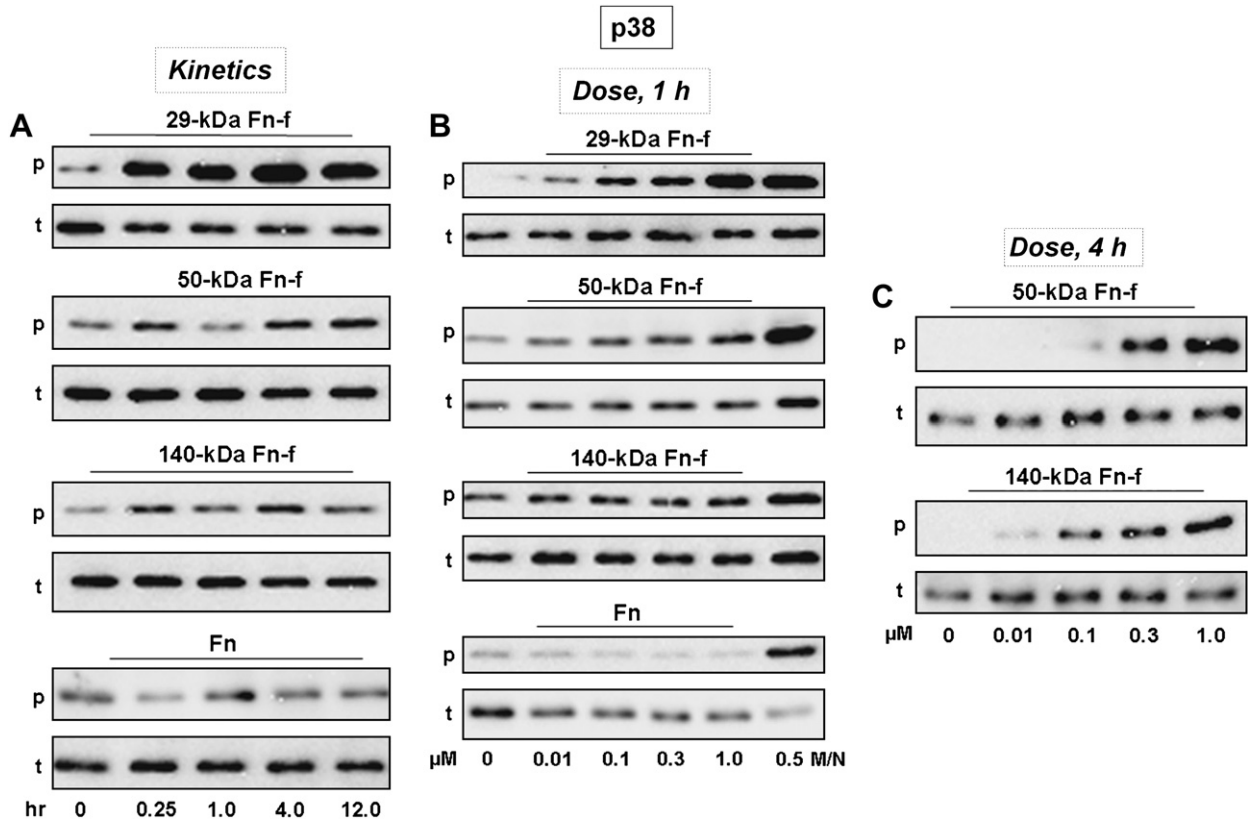 p38
Kinetics
Dose, 1 h
A
29-kDa Fn-f
p
t
50-kDa Fn-f
p
t
140-kDa Fn-f
p
t
Fn
p
t
hr 0 0.25 1.0 4.0 12.0
B
29-kDa Fn-f
p
t
50-kDa Fn-f
p
t
140-kDa Fn-f
p
t
Fn
p
t
µM 0 0.01 0.1 0.3 1.0 0.5 M/N
Dose, 4 h
C
50-kDa Fn-f
p
t
140-kDa Fn-f
p
t
µM 0 0.01 0.1 0.3 1.0